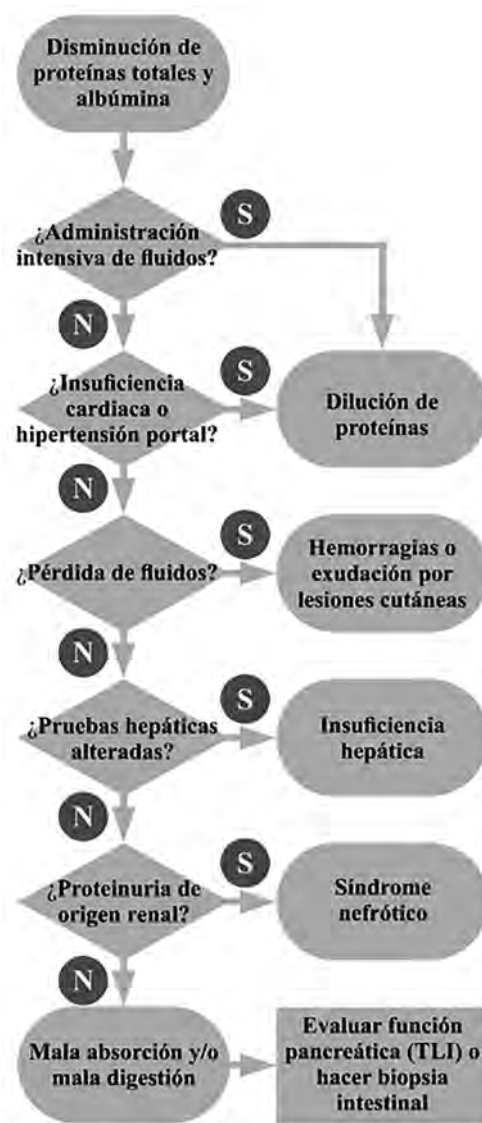 Disminución de
proteínas totales y
albúmina
S
¿Administración
intensiva de fluidos?
N
S
¿Insuficiencia
cardiaca o
hipertensión portal?
Dilución de
proteínas
N
S
¿Pérdida de fluidos?
Hemorragias o
exudación por
lesiones cutáneas
N
S
¿Pruebas hepáticas
alteradas?
Insuficiencia
hepática
N
S
¿Proteinuria de
origen renal?
Síndrome
nefrótico
N
Mala absorción y/o
mala digestión
Evaluar función
pancreática (TLI) o
hacer biopsia
intestinal